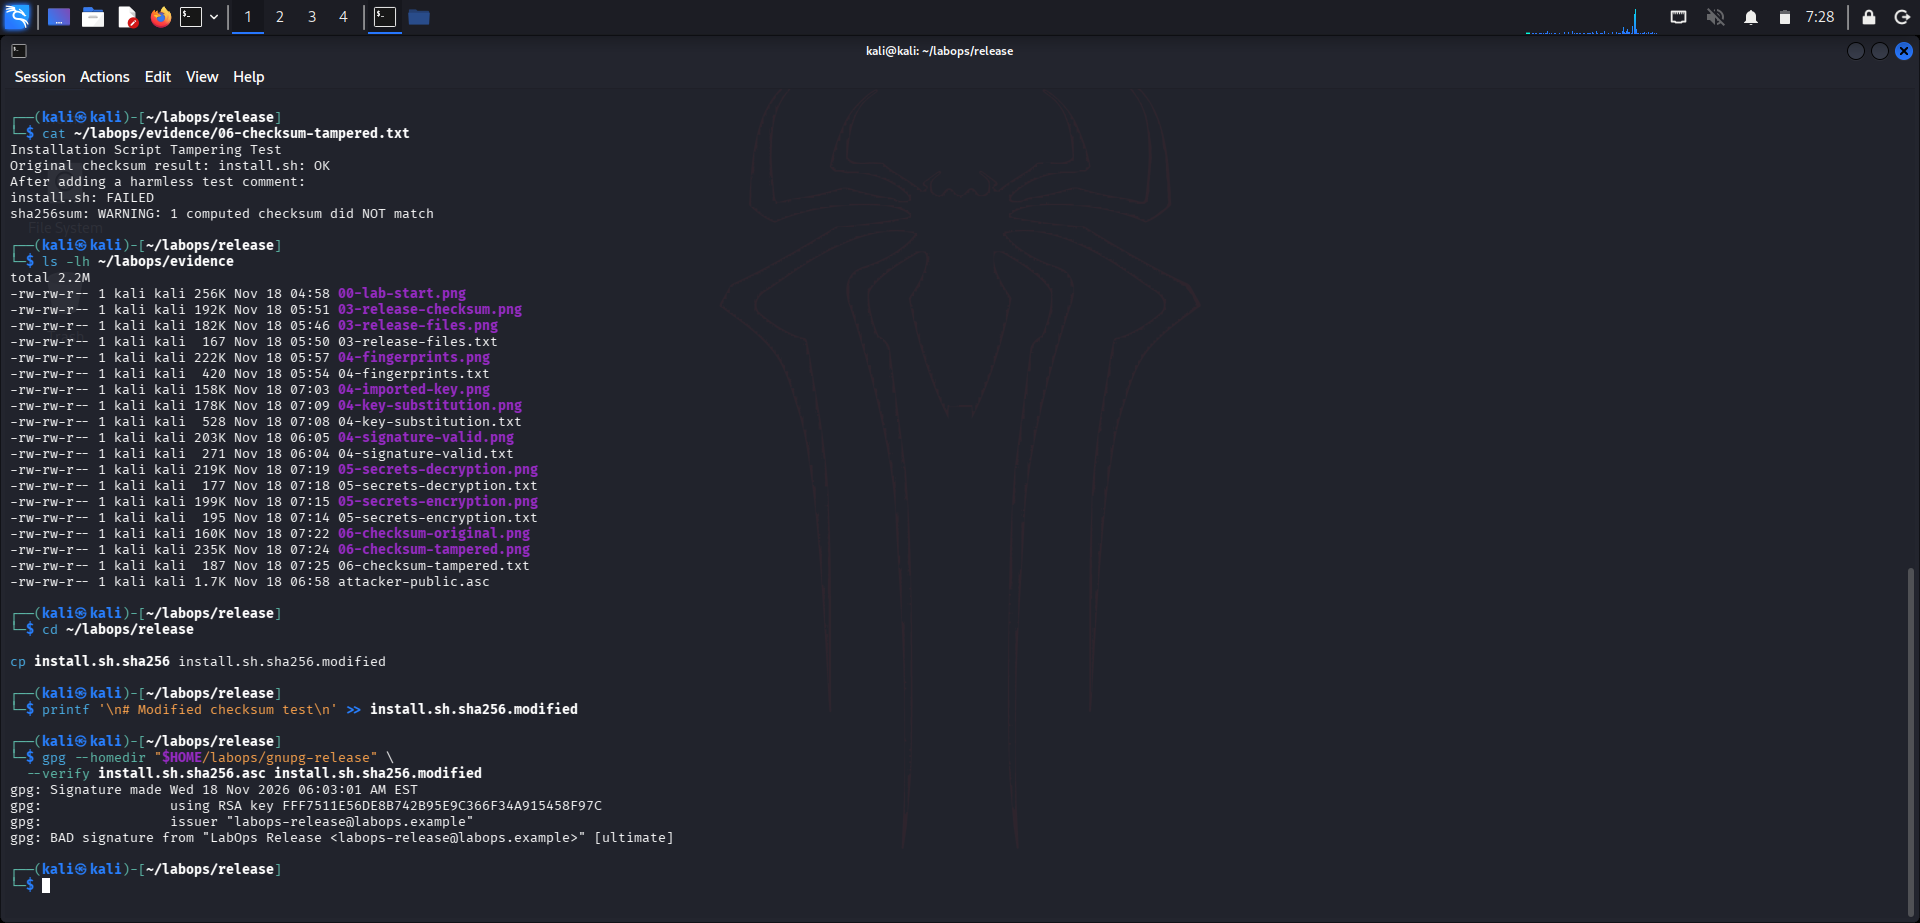 1 2 3 4 7:28
kali@kali: ~/labops/release
Session Actions Edit View Help
┌──(kali㉿kali)-[~/labops/release]
└─$ cat ~/labops/evidence/06-checksum-tampered.txt
Installation Script Tampering Test
Original checksum result: install.sh: OK
After adding a harmless test comment:
install.sh: FAILED
sha256sum: WARNING: 1 computed checksum did NOT match
File System
┌──(kali㉿kali)-[~/labops/release]
└─$ ls -lh ~/labops/evidence
total 2.2M
-rw-rw-r-- 1 kali kali 256K Nov 18 04:58 00-lab-start.png
-rw-rw-r-- 1 kali kali 192K Nov 18 05:51 03-release-checksum.png
-rw-rw-r-- 1 kali kali 182K Nov 18 05:46 03-release-files.png
-rw-rw-r-- 1 kali kali  167 Nov 18 05:50 03-release-files.txt
-rw-rw-r-- 1 kali kali 222K Nov 18 05:57 04-fingerprints.png
-rw-rw-r-- 1 kali kali  420 Nov 18 05:54 04-fingerprints.txt
-rw-rw-r-- 1 kali kali 158K Nov 18 07:03 04-imported-key.png
-rw-rw-r-- 1 kali kali 178K Nov 18 07:09 04-key-substitution.png
-rw-rw-r-- 1 kali kali  528 Nov 18 07:08 04-key-substitution.txt
-rw-rw-r-- 1 kali kali 203K Nov 18 06:05 04-signature-valid.png
-rw-rw-r-- 1 kali kali  271 Nov 18 06:04 04-signature-valid.txt
-rw-rw-r-- 1 kali kali 219K Nov 18 07:19 05-secrets-decryption.png
-rw-rw-r-- 1 kali kali  177 Nov 18 07:18 05-secrets-decryption.txt
-rw-rw-r-- 1 kali kali 199K Nov 18 07:15 05-secrets-encryption.png
-rw-rw-r-- 1 kali kali  195 Nov 18 07:14 05-secrets-encryption.txt
-rw-rw-r-- 1 kali kali 160K Nov 18 07:22 06-checksum-original.png
-rw-rw-r-- 1 kali kali 235K Nov 18 07:24 06-checksum-tampered.png
-rw-rw-r-- 1 kali kali  187 Nov 18 07:25 06-checksum-tampered.txt
-rw-rw-r-- 1 kali kali 1.7K Nov 18 06:58 attacker-public.asc
┌──(kali㉿kali)-[~/labops/release]
└─$ cd ~/labops/release
cp install.sh.sha256 install.sh.sha256.modified
┌──(kali㉿kali)-[~/labops/release]
└─$ printf '\n# Modified checksum test\n' >> install.sh.sha256.modified
┌──(kali㉿kali)-[~/labops/release]
└─$ gpg --homedir "$HOME/labops/gnupg-release" \
  --verify install.sh.sha256.asc install.sh.sha256.modified
gpg: Signature made Wed 18 Nov 2026 06:03:01 AM EST
gpg:                using RSA key FFF7511E56DE8B742B95E9C366F34A915458F97C
gpg:                issuer "labops-release@labops.example"
gpg: BAD signature from "LabOps Release <labops-release@labops.example>" [ultimate]
┌──(kali㉿kali)-[~/labops/release]
└─$